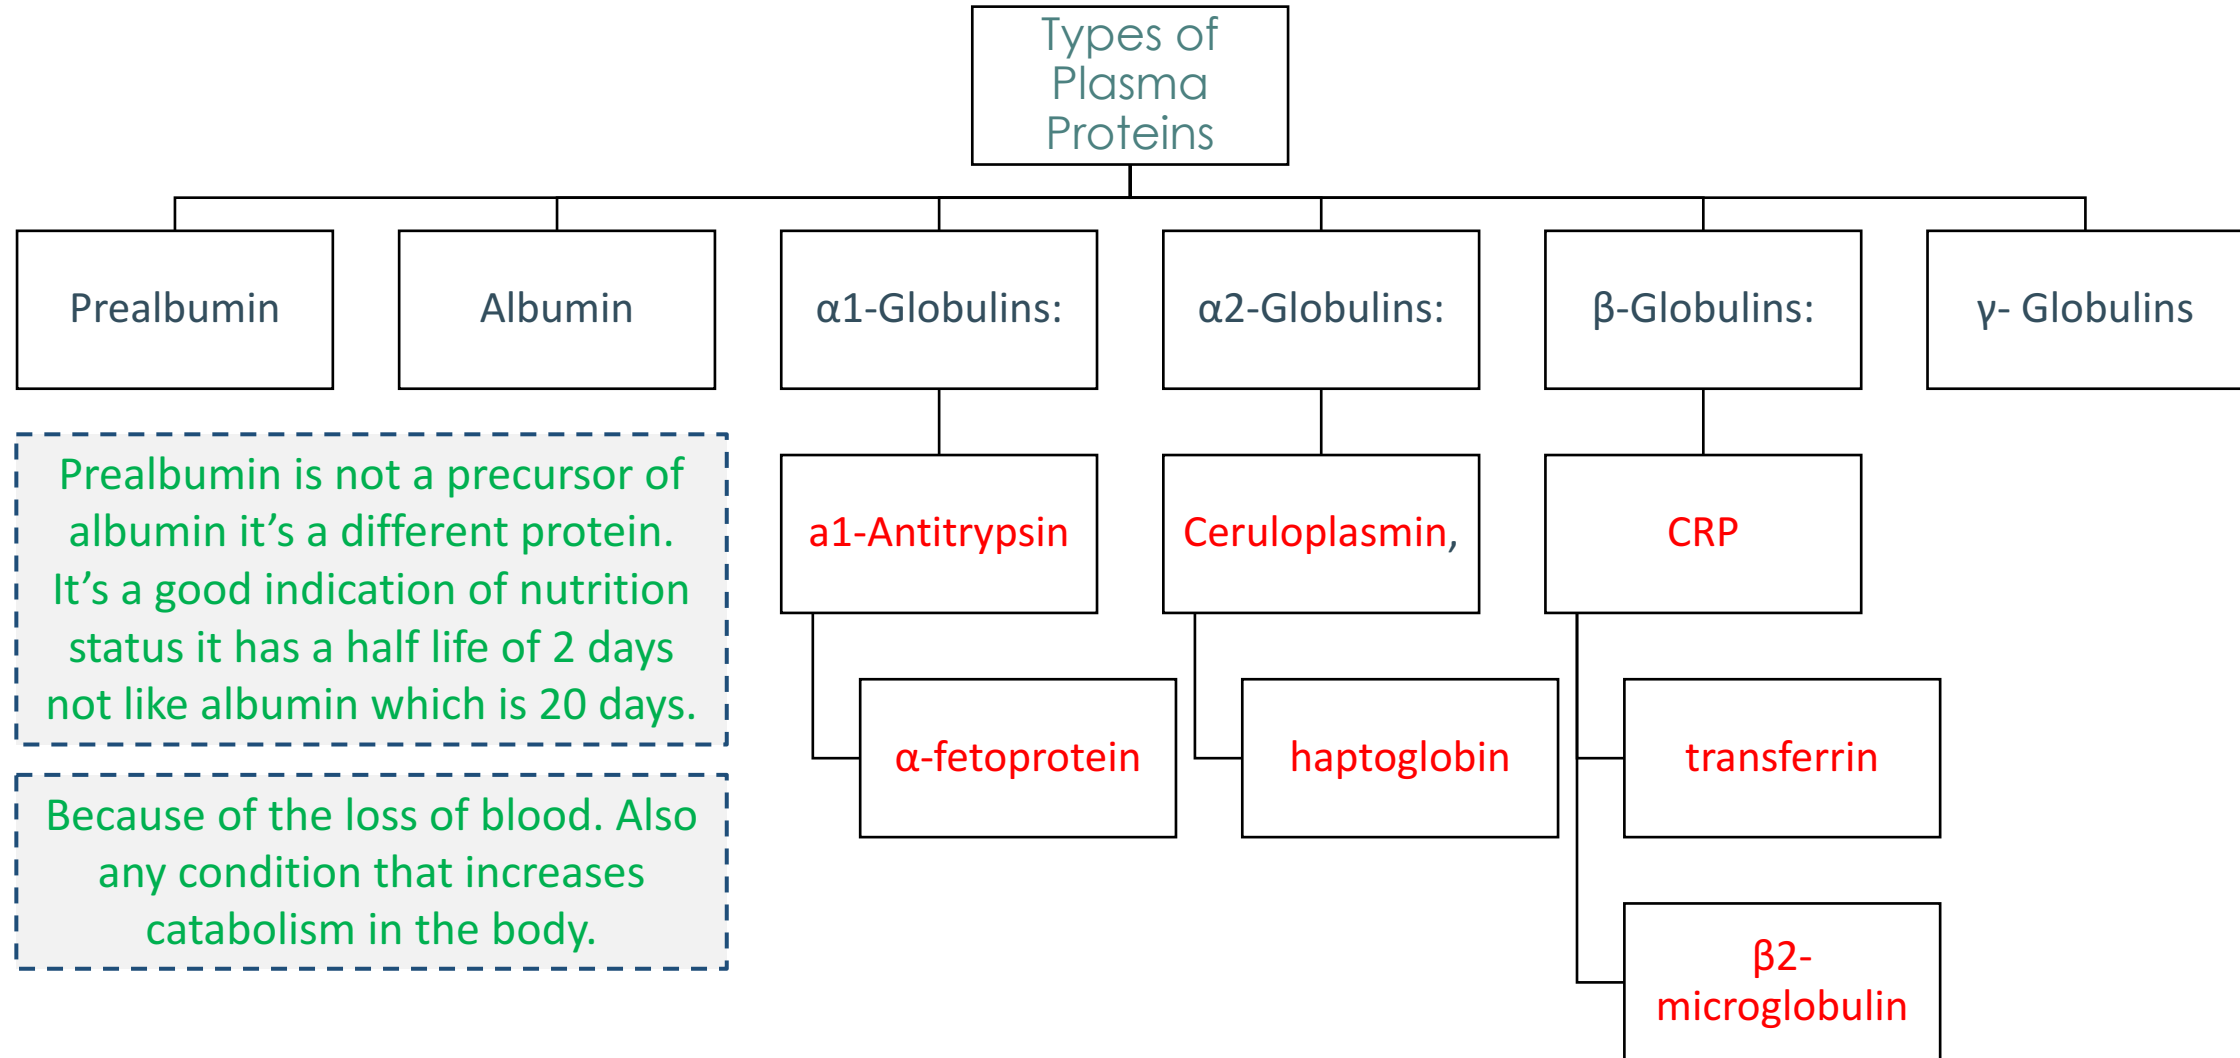 Types of
Plasma
Proteins
Prealbumin
Albumin
α1-Globulins:
α2-Globulins:
β-Globulins:
γ- Globulins
Prealbumin is not a precursor of
albumin it’s a different protein.
It’s a good indication of nutrition
status it has a half life of 2 days
not like albumin which is 20 days.
Because of the loss of blood. Also
any condition that increases
catabolism in the body.
a1-Antitrypsin
α-fetoprotein
Ceruloplasmin,
haptoglobin
CRP
transferrin
β2-
microglobulin